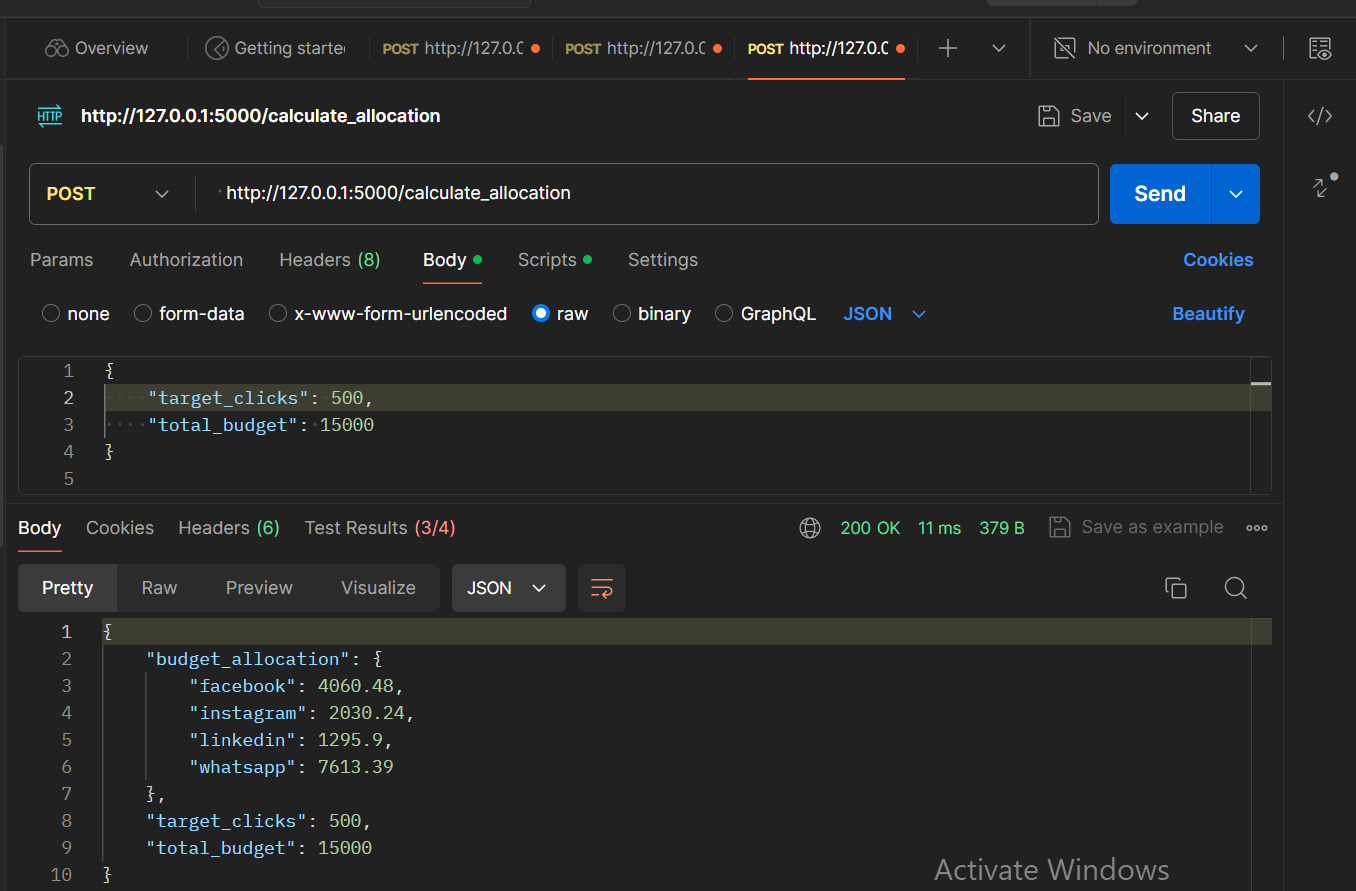 Overview
Getting starte
POST http://127.0.0
POST http://127.0.0
POST http://127.0.0
No environment
HTTP http://127.0.0.1:5000/calculate_allocation
Save
Share
POST
http://127.0.0.1:5000/calculate_allocation
Send
Params Authorization Headers (8) Body Scripts Settings Cookies
none form-data x-www-form-urlencoded raw binary GraphQL JSON Beautify
1 {
2 "target_clicks": 500,
3 "total_budget": 15000
4 }
5
Body Cookies Headers (6) Test Results (3/4) 200 OK 11 ms 379 B Save as example
Pretty Raw Preview Visualize JSON
1 {
2 "budget_allocation": {
3 "facebook": 4060.48,
4 "instagram": 2030.24,
5 "linkedin": 1295.9,
6 "whatsapp": 7613.39
7 },
8 "target_clicks": 500,
9 "total_budget": 15000
10 }
Activate Windows